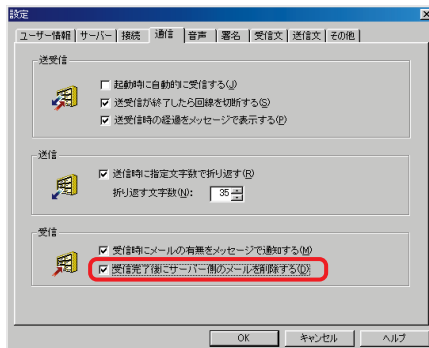 設定
ユーザー情報 サーバー 接続 通信 音声 署名 受信文 送信文 その他
送受信
起動時に自動的に受信する(J)
送受信が終了したら回線を切断する(S)
送受信時の経過をメッセージで表示する(P)
送信
送信時に指定文字数で折り返す(R)
折り返す文字数(N): 35
受信
受信時にメールの有無をメッセージで通知する(M)
受信完了後にサーバー側のメールを削除する(D)
OK キャンセル ヘルプ